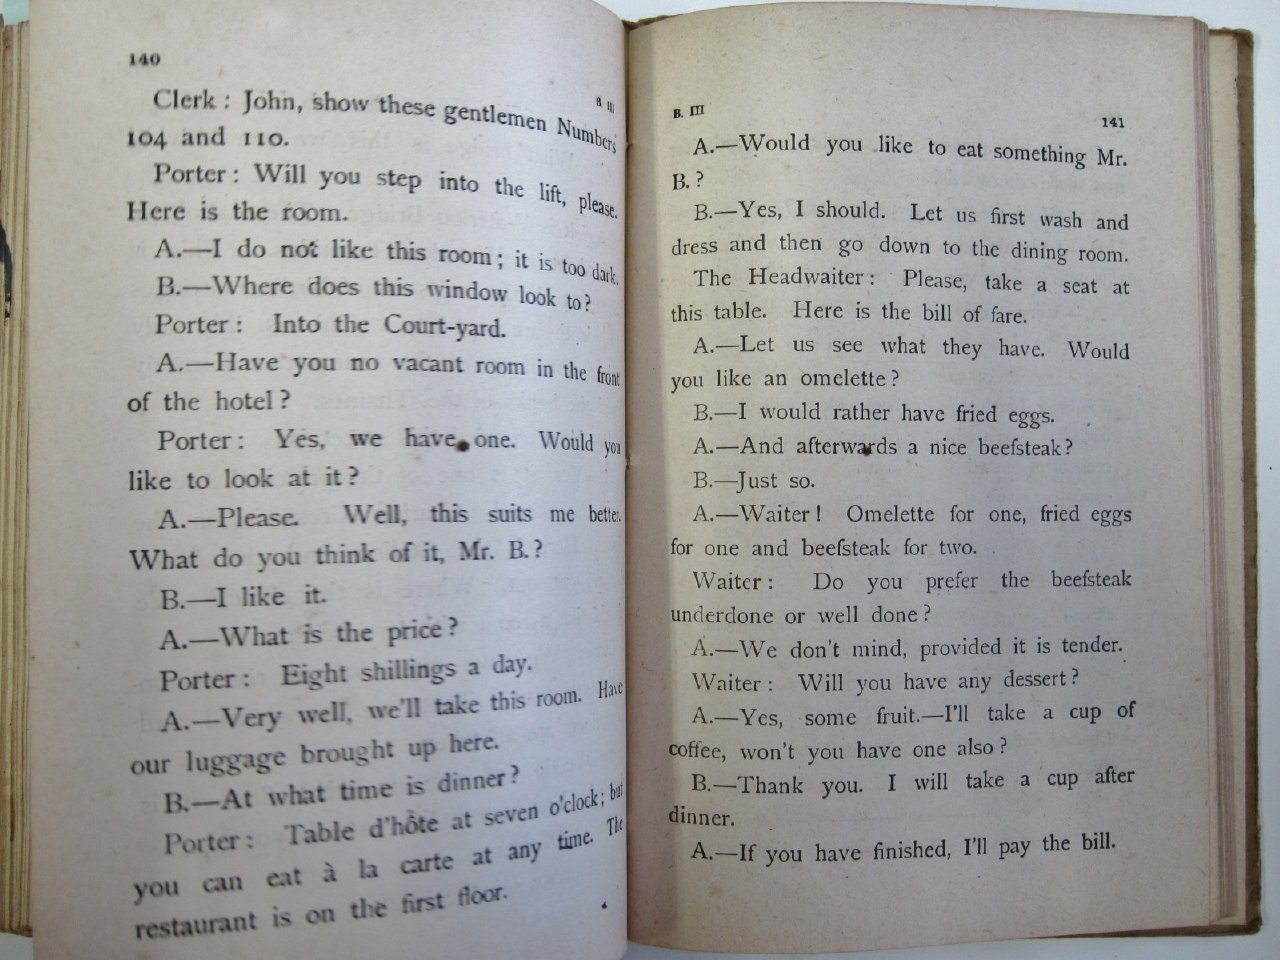 140
B III
Clerk: John, show these gentlemen Numbers
104 and 110.
Porter: Will you step into the lift, please.
Here is the room.
A.—I do not like this room; it is too dark.
B.—Where does this window look to?
Porter: Into the Court-yard.
A.—Have you no vacant room in the front
of the hotel?
Porter: Yes, we have one. Would you
like to look at it?
A.—Please. Well, this suits me better.
What do you think of it, Mr. B.?
B.—I like it.
A.—What is the price?
Porter: Eight shillings a day.
A.—Very well, we'll take this room. Have
our luggage brought up here.
B.—At what time is dinner?
Porter: Table d'hôte at seven o'clock; but
you can eat à la carte at any time. The
restaurant is on the first floor.
B. III
141
A.—Would you like to eat something Mr.
B.?
B.—Yes, I should. Let us first wash and
dress and then go down to the dining room.
The Headwaiter: Please, take a seat at
this table. Here is the bill of fare.
A.—Let us see what they have. Would
you like an omelette?
B.—I would rather have fried eggs.
A.—And afterwards a nice beefsteak?
B.—Just so.
A.—Waiter! Omelette for one, fried eggs
for one and beefsteak for two.
Waiter: Do you prefer the beefsteak
underdone or well done?
A.—We don't mind, provided it is tender.
Waiter: Will you have any dessert?
A.—Yes, some fruit.—I'll take a cup of
coffee, won't you have one also?
B.—Thank you. I will take a cup after
dinner.
A.—If you have finished, I'll pay the bill.